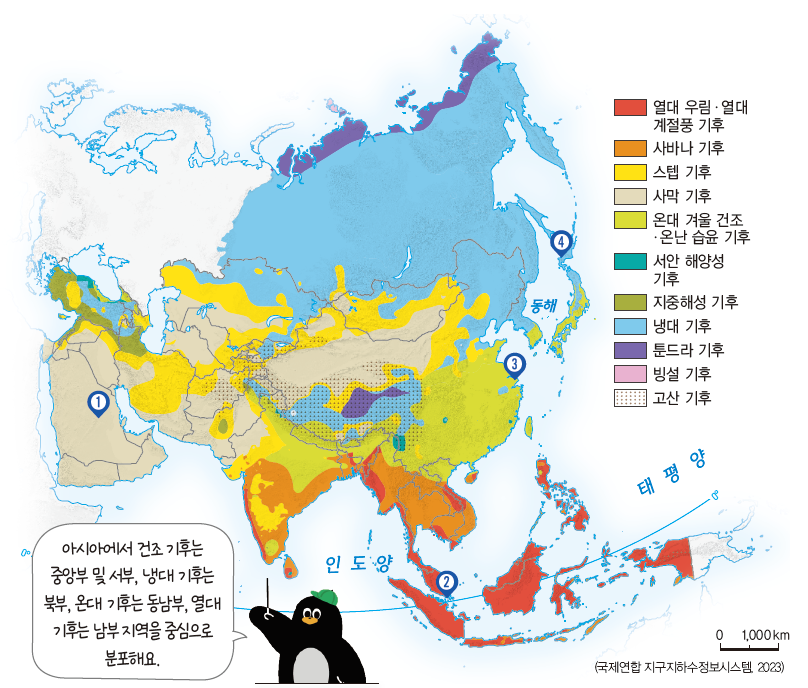 열대 우림·열대
계절풍 기후
사바나 기후
스텝 기후
사막 기후
온대 겨울 건조
·온난 습윤 기후
서안 해양성
기후
지중해성 기후
냉대 기후
툰드라 기후
빙설 기후
고산 기후
4
동해
3
1
태평양
0°
0°
인도양
2
아시아에서 건조 기후는
중앙부 및 서부, 냉대 기후는
북부, 온대 기후는 동남부, 열대
기후는 남부 지역을 중심으로
분포해요.
0 1,000 km
(국제연합 지구지하수정보시스템, 2023)